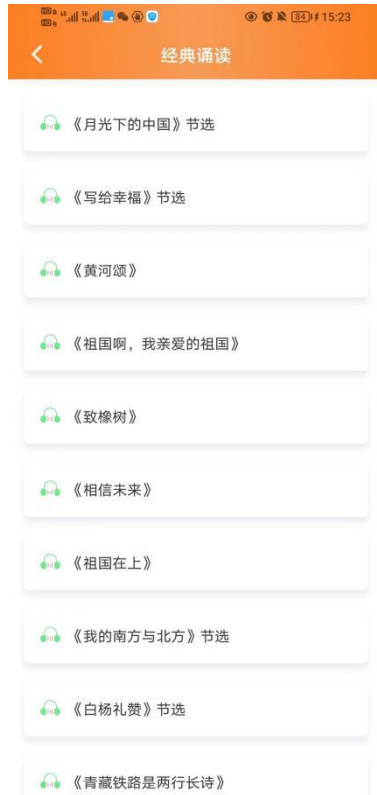 15:23
84
经典诵读
《月光下的中国》节选
《写给幸福》节选
《黄河颂》
《祖国啊，我亲爱的祖国》
《致橡树》
《相信未来》
《祖国在上》
《我的南方与北方》节选
《白杨礼赞》节选
《青藏铁路是两行长诗》